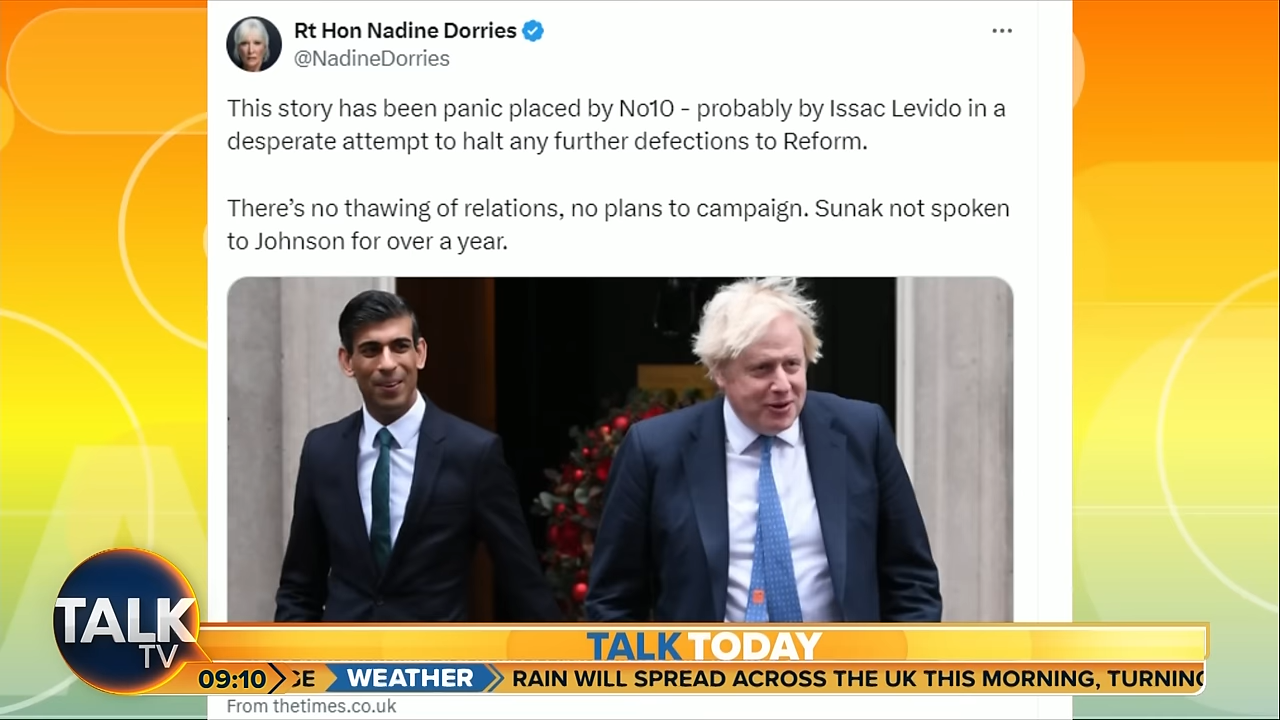 Rt Hon Nadine Dorries
@NadineDorries
This story has been panic placed by No10 - probably by Issac Levido in a
desperate attempt to halt any further defections to Reform.
There's no thawing of relations, no plans to campaign. Sunak not spoken
to Johnson for over a year.
TALK TODAY
TALK
TV
09:10
CE WEATHER RAIN WILL SPREAD ACROSS THE UK THIS MORNING, TURNING
From thetimes.co.uk